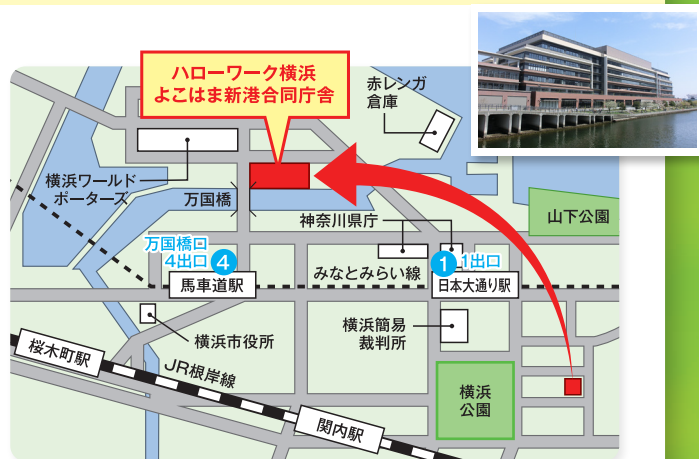 ハローワーク横浜
よこはま新港合同庁舎
赤レンガ
倉庫
横浜ワールド
ポーターズ
万国橋
山下公園
神奈川県庁
万国橋口
4出口
4
1
1出口
みなとみらい線
馬車道駅
日本大通り駅
横浜市役所
横浜簡易
裁判所
桜木町駅
JR根岸線
横浜
公園
関内駅